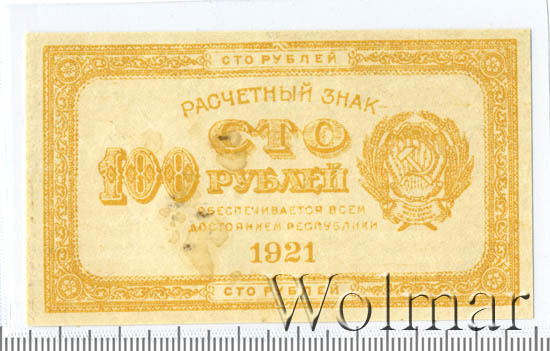 СТО РУБЛЕЙ
РАСЧЕТНЫЙ ЗНАК
СТО
100 РУБЛЕЙ
ОБЕСПЕЧИВАЕТСЯ ВСЕМ
ДОСТОЯНИЕМ РЕСПУБЛИКИ
1921
СТО РУБЛЕЙ
Wolmar